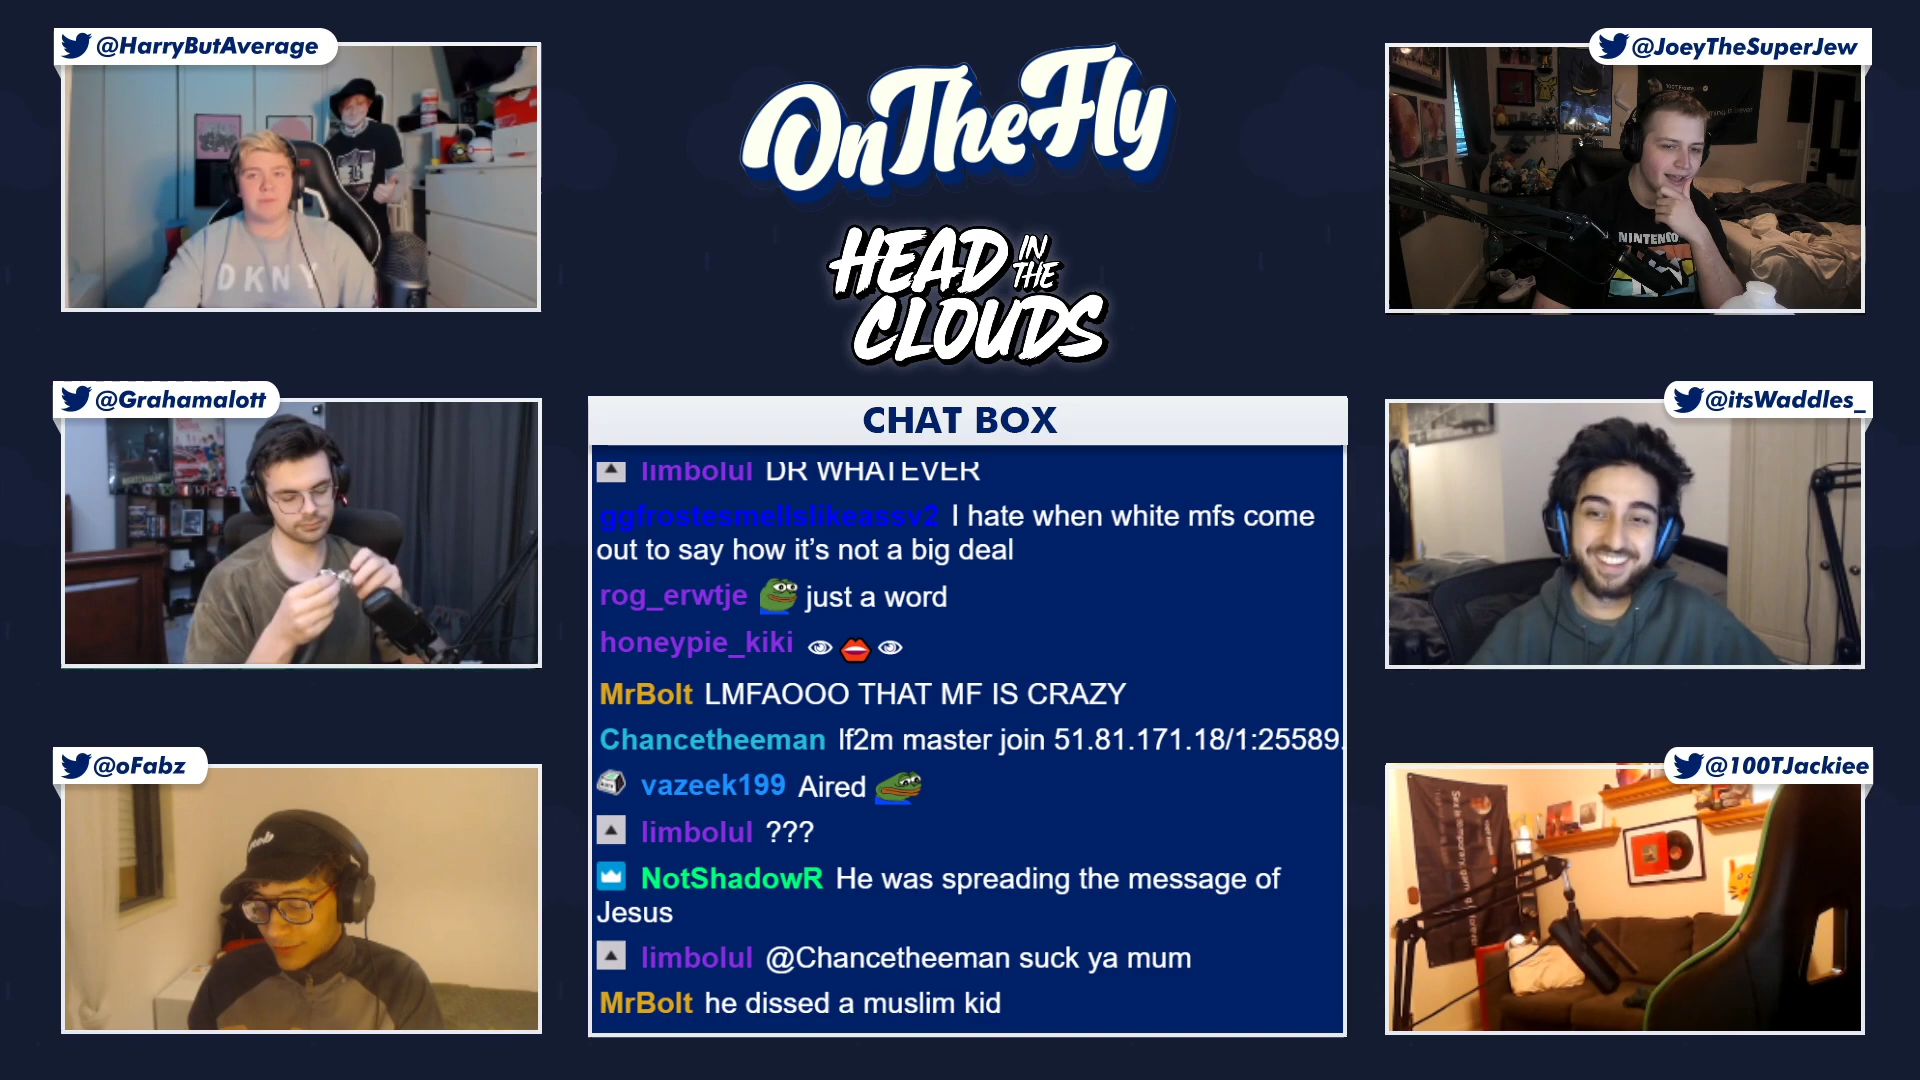 @HarryButAverage
DKNY
OnTheFly
HEAD IN THE CLOUDS
@JoeyTheSuperJew
NINTENDO
@Grahamalott
@itsWaddles_
@oFabz
@100TJackiee
CHAT BOX
limbolul DR WHATEVER
ggfrostesmellslikeassv2 I hate when white mfs come
out to say how it's not a big deal
rog_erwtje just a word
honeypie_kiki
MrBolt LMFAOOO THAT MF IS CRAZY
Chancetheeman lf2m master join 51.81.171.18/1:25589.
vazeek199 Aired
limbolul ???
NotShadowR He was spreading the message of
Jesus
limbolul @Chancetheeman suck ya mum
MrBolt he dissed a muslim kid